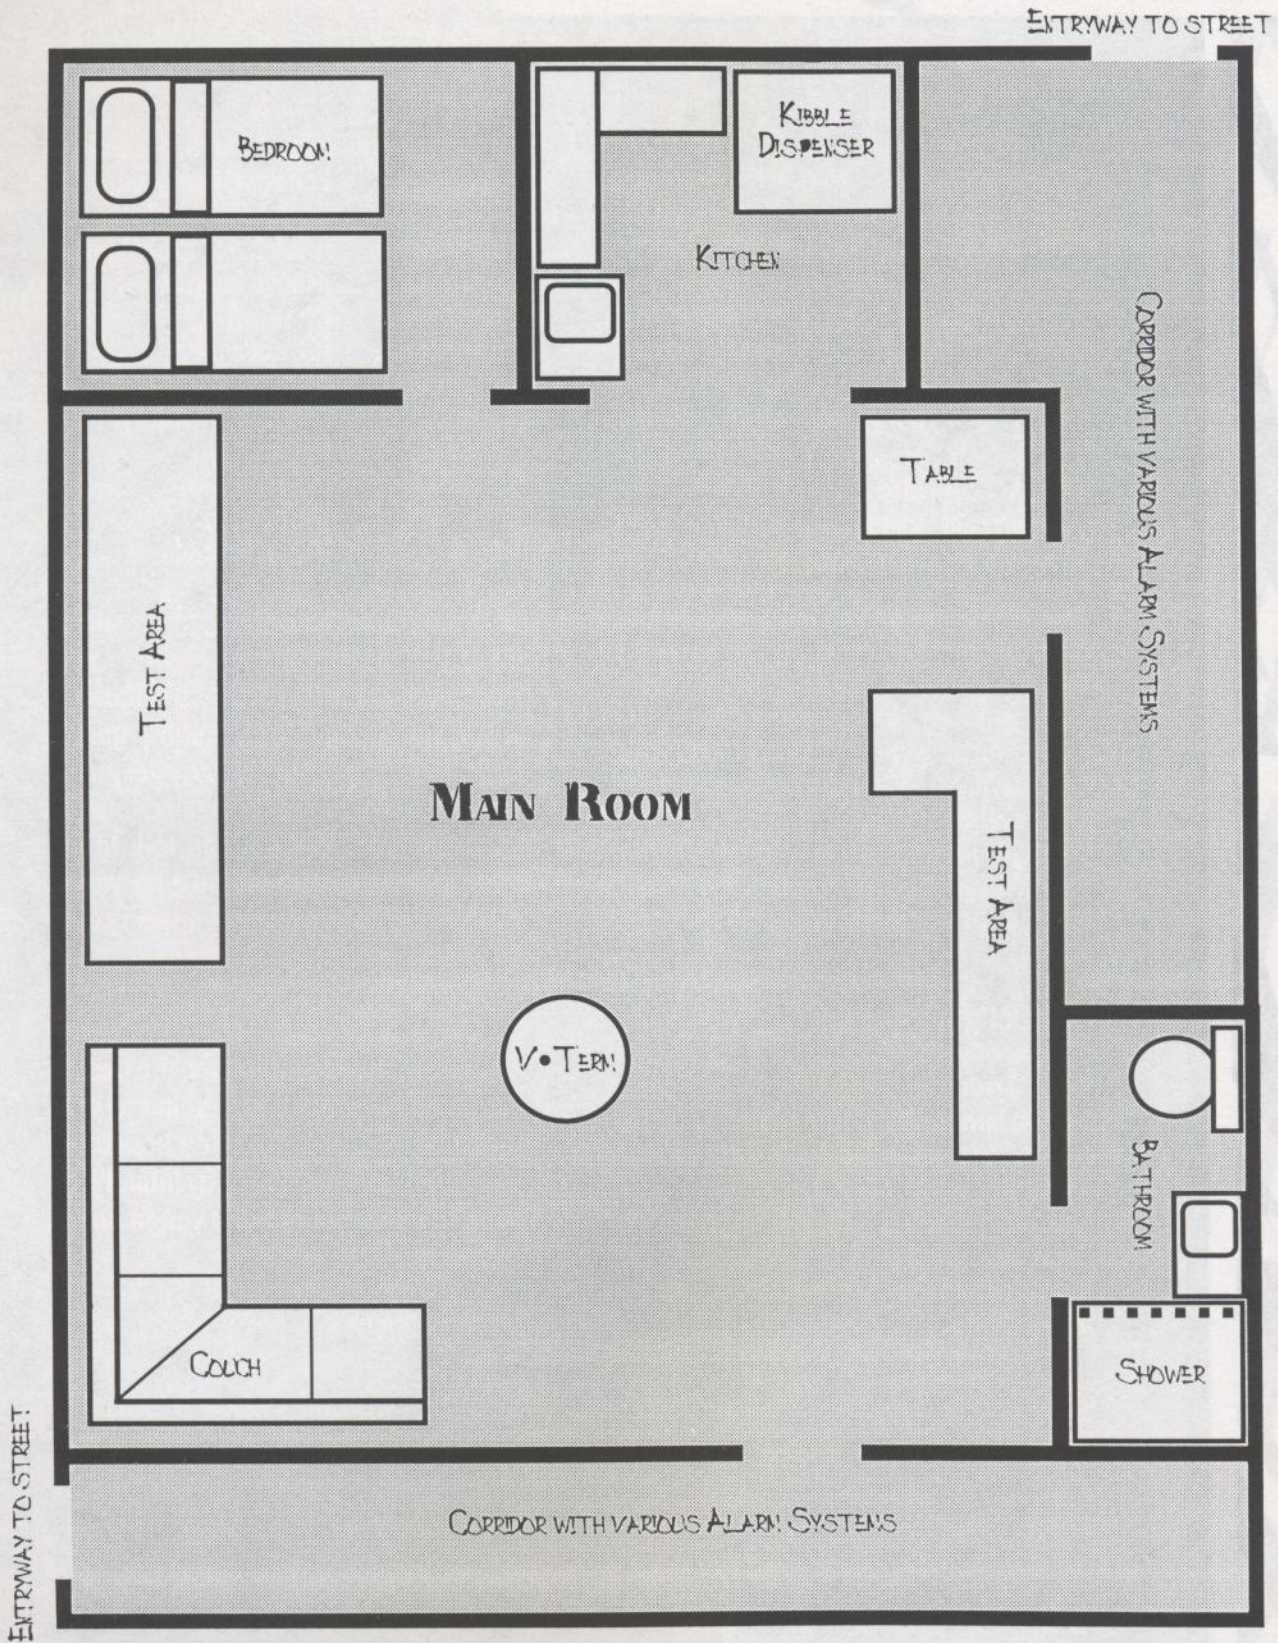 ENTRYWAY TO STREET
BEDROOM
KIBBLE
DISPENSER
KITCHEN
CORRIDOR WITH VARIOUS ALARM SYSTEMS
TABLE
TEST AREA
MAIN ROOM
TEST AREA
V•TERM
BATHROOM
COUCH
SHOWER
ENTRYWAY TO STREET
CORRIDOR WITH VARIOUS ALARM SYSTEMS